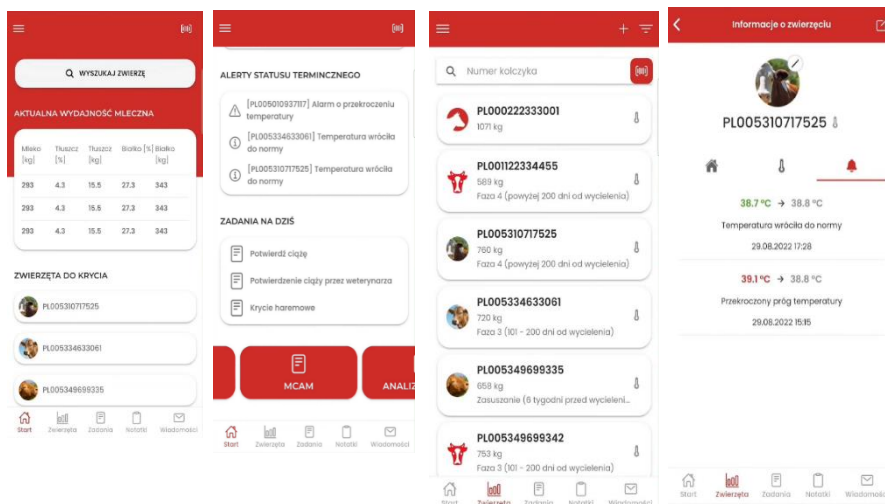 WYSZUKAJ ZWIERZĘ
AKTUALNA WYDAJNOŚĆ MLECZNA
Mleko [kg] Tłuszcz [%] Tłuszcz [kg] Białko [%] Białko [kg]
293 4.3 15.5 27.3 343
293 4.3 15.5 27.3 343
293 4.3 15.5 27.3 343
ZWIERZĘTA DO KRYCIA
PL005310717525
PL005334633061
PL005349699335
Start Zwierzęta Zadania Notatki Wiadomości
ALERTY STATUSU TERMICZNEGO
[PL005010937117] Alarm o przekroczeniu
temperatury
[PL005334633061] Temperatura wróciła
do normy
[PL005310717525] Temperatura wróciła
do normy
ZADANIA NA DZIŚ
Potwierdź ciążę
Potwierdzenie ciąży przez weterynarza
Krycie haremowe
MCAM
ANALIZ
Start Zwierzęta Zadania Notatki Wiadomości
Numer kolczyka
PL000222333001
1071 kg
PL001122334455
589 kg
Faza 4 (powyżej 200 dni od wycielenia)
PL005310717525
760 kg
Faza 4 (powyżej 200 dni od wycielenia)
PL005334633061
720 kg
Faza 3 (101 - 200 dni od wycielenia)
PL005349699335
658 kg
Zasuszanie (6 tygodni przed wycieleni...
PL005349699342
753 kg
Faza 3 (101 - 200 dni od wycielenia)
Start Zwierzęta Zadania Notatki Wiadomości
Informacje o zwierzęciu
PL005310717525
38.7 °C → 38.8 °C
Temperatura wróciła do normy
29.08.2022 17:28
39.1 °C → 38.8 °C
Przekroczony próg temperatury
29.08.2022 15:15
Start Zwierzęta Zadania Notatki Wiadomości